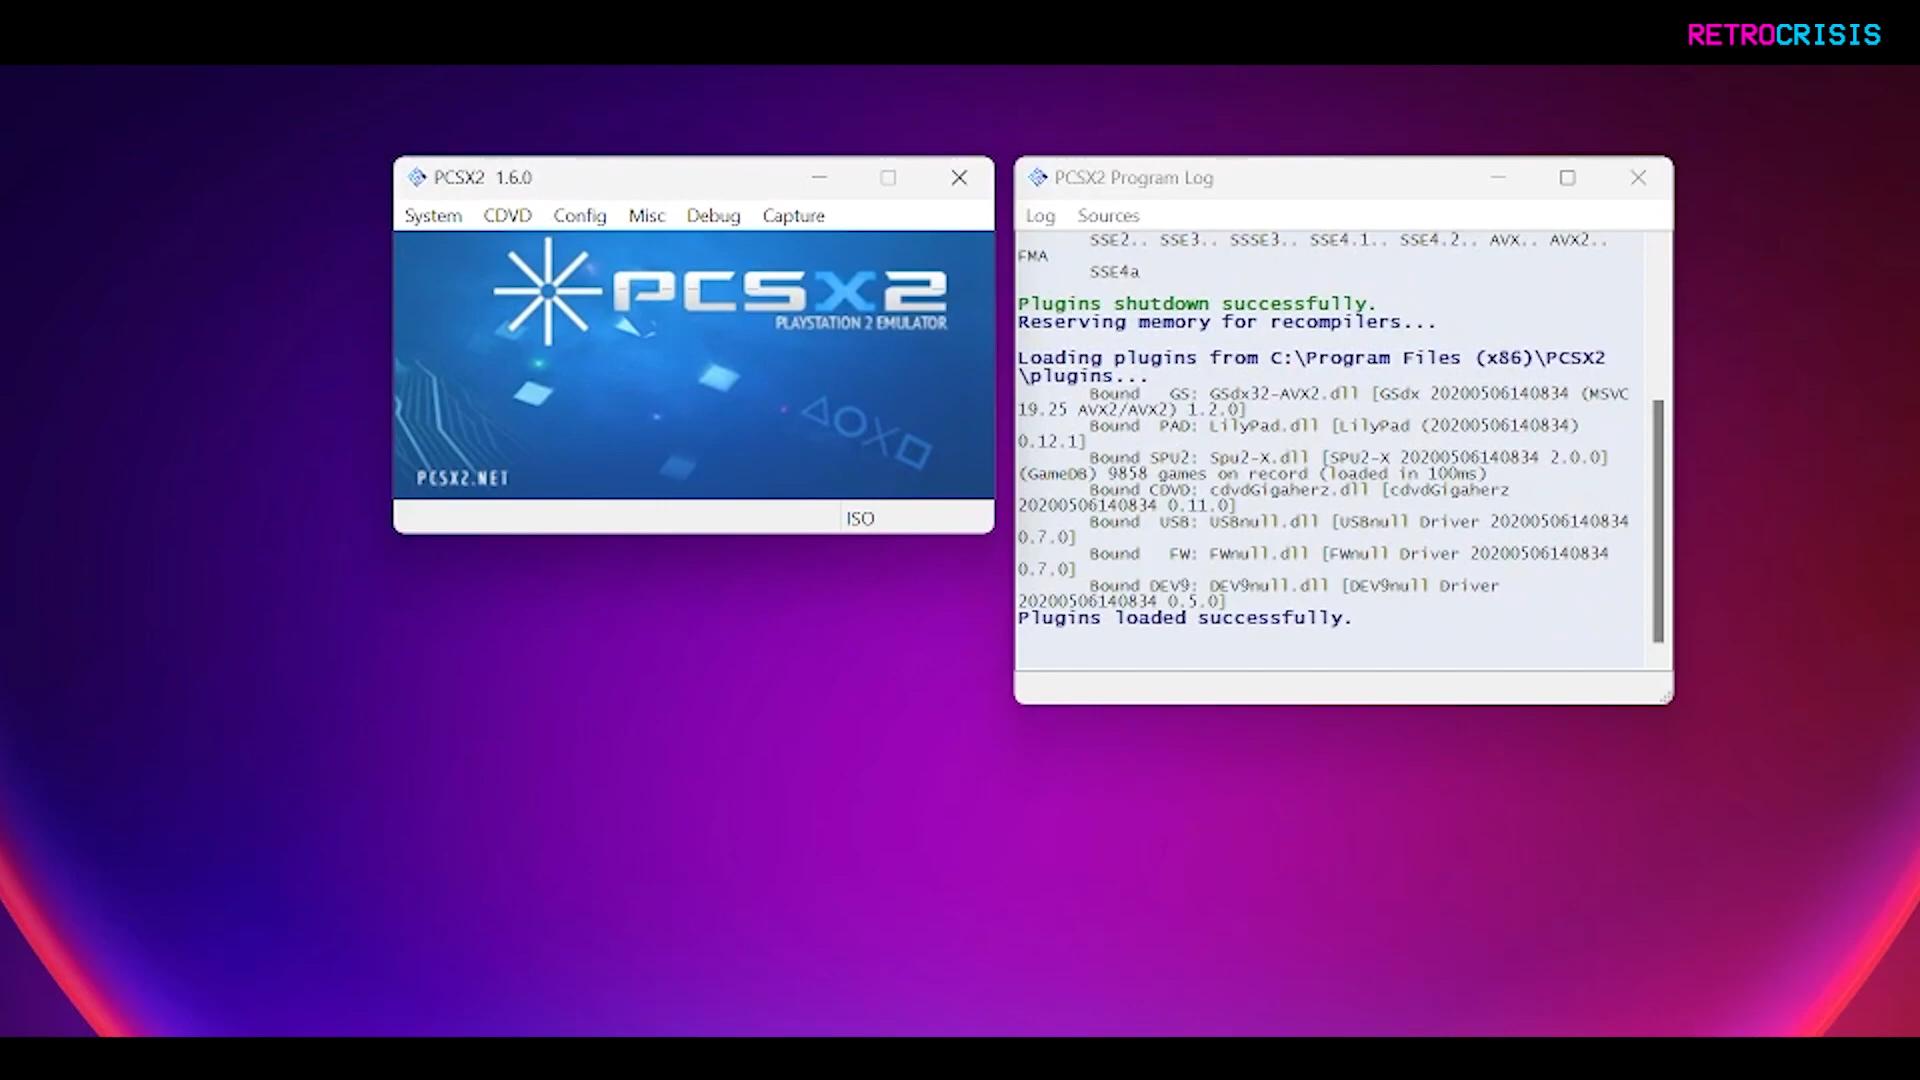 RETROCRISIS
PCSX2 1.6.0
System CDVD Config Misc Debug Capture
PCSX2
PLAYSTATION 2 EMULATOR
PCSX2.NET
ISO
PCSX2 Program Log
Log Sources
SSE2.. SSE3.. SSSE3.. SSE4.1.. SSE4.2.. AVX.. AVX2..
FMA
SSE4a
Plugins shutdown successfully.
Reserving memory for recompilers...
Loading plugins from C:\Program Files (x86)\PCSX2
\plugins...
Bound GS: GSdx32-AVX2.dll [GSdx 20200506140834 (MSVC
19.25 AVX2/AVX2) 1.2.0]
Bound PAD: LilyPad.dll [LilyPad (20200506140834)
0.12.1]
Bound SPU2: Spu2-X.dll [SPU2-X 20200506140834 2.0.0]
(GameDB) 9858 games on record (loaded in 100ms)
Bound CDVD: cdvdGigaherz.dll [cdvdGigaherz
20200506140834 0.11.0]
Bound USB: USBnull.dll [USBnull Driver 20200506140834
0.7.0]
Bound FW: FWnull.dll [FWnull Driver 20200506140834
0.7.0]
Bound DEV9: DEV9null.dll [DEV9null Driver
20200506140834 0.5.0]
Plugins loaded successfully.